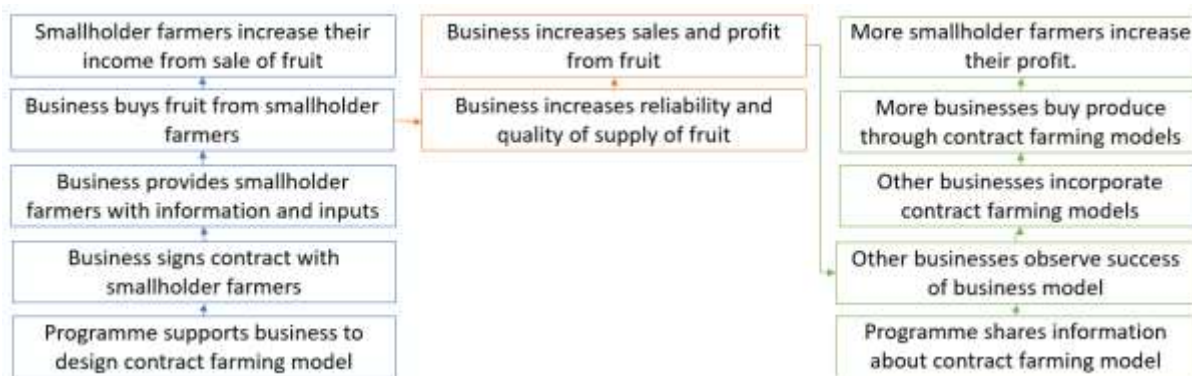 Smallholder farmers increase their
income from sale of fruit
Business buys fruit from smallholder
farmers
Business provides smallholder
farmers with information and inputs
Business signs contract with
smallholder farmers
Programme supports business to
design contract farming model
Business increases sales and profit
from fruit
Business increases reliability and
quality of supply of fruit
More smallholder farmers increase
their profit.
More businesses buy produce
through contract farming models
Other businesses incorporate
contract farming models
Other businesses observe success
of business model
Programme shares information
about contract farming model